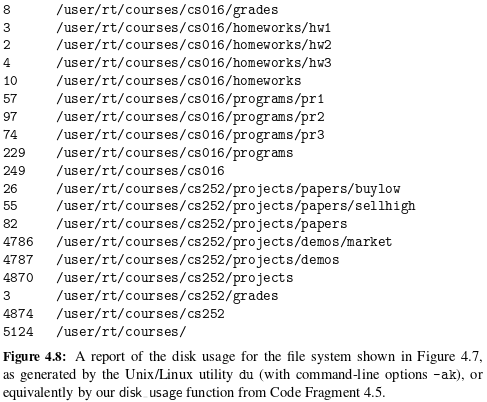 8 /user/rt/courses/cs016/grades
3 /user/rt/courses/cs016/homeworks/hw1
2 /user/rt/courses/cs016/homeworks/hw2
4 /user/rt/courses/cs016/homeworks/hw3
10 /user/rt/courses/cs016/homeworks
57 /user/rt/courses/cs016/programs/pr1
97 /user/rt/courses/cs016/programs/pr2
74 /user/rt/courses/cs016/programs/pr3
229 /user/rt/courses/cs016/programs
249 /user/rt/courses/cs016
26 /user/rt/courses/cs252/projects/papers/buylow
55 /user/rt/courses/cs252/projects/papers/sellhigh
82 /user/rt/courses/cs252/projects/papers
4786 /user/rt/courses/cs252/projects/demos/market
4787 /user/rt/courses/cs252/projects/demos
4870 /user/rt/courses/cs252/projects
3 /user/rt/courses/cs252/grades
4874 /user/rt/courses/cs252
5124 /user/rt/courses/
Figure 4.8: A report of the disk usage for the file system shown in Figure 4.7,
as generated by the Unix/Linux utility du (with command-line options -ak), or
equivalently by our disk_usage function from Code Fragment 4.5.